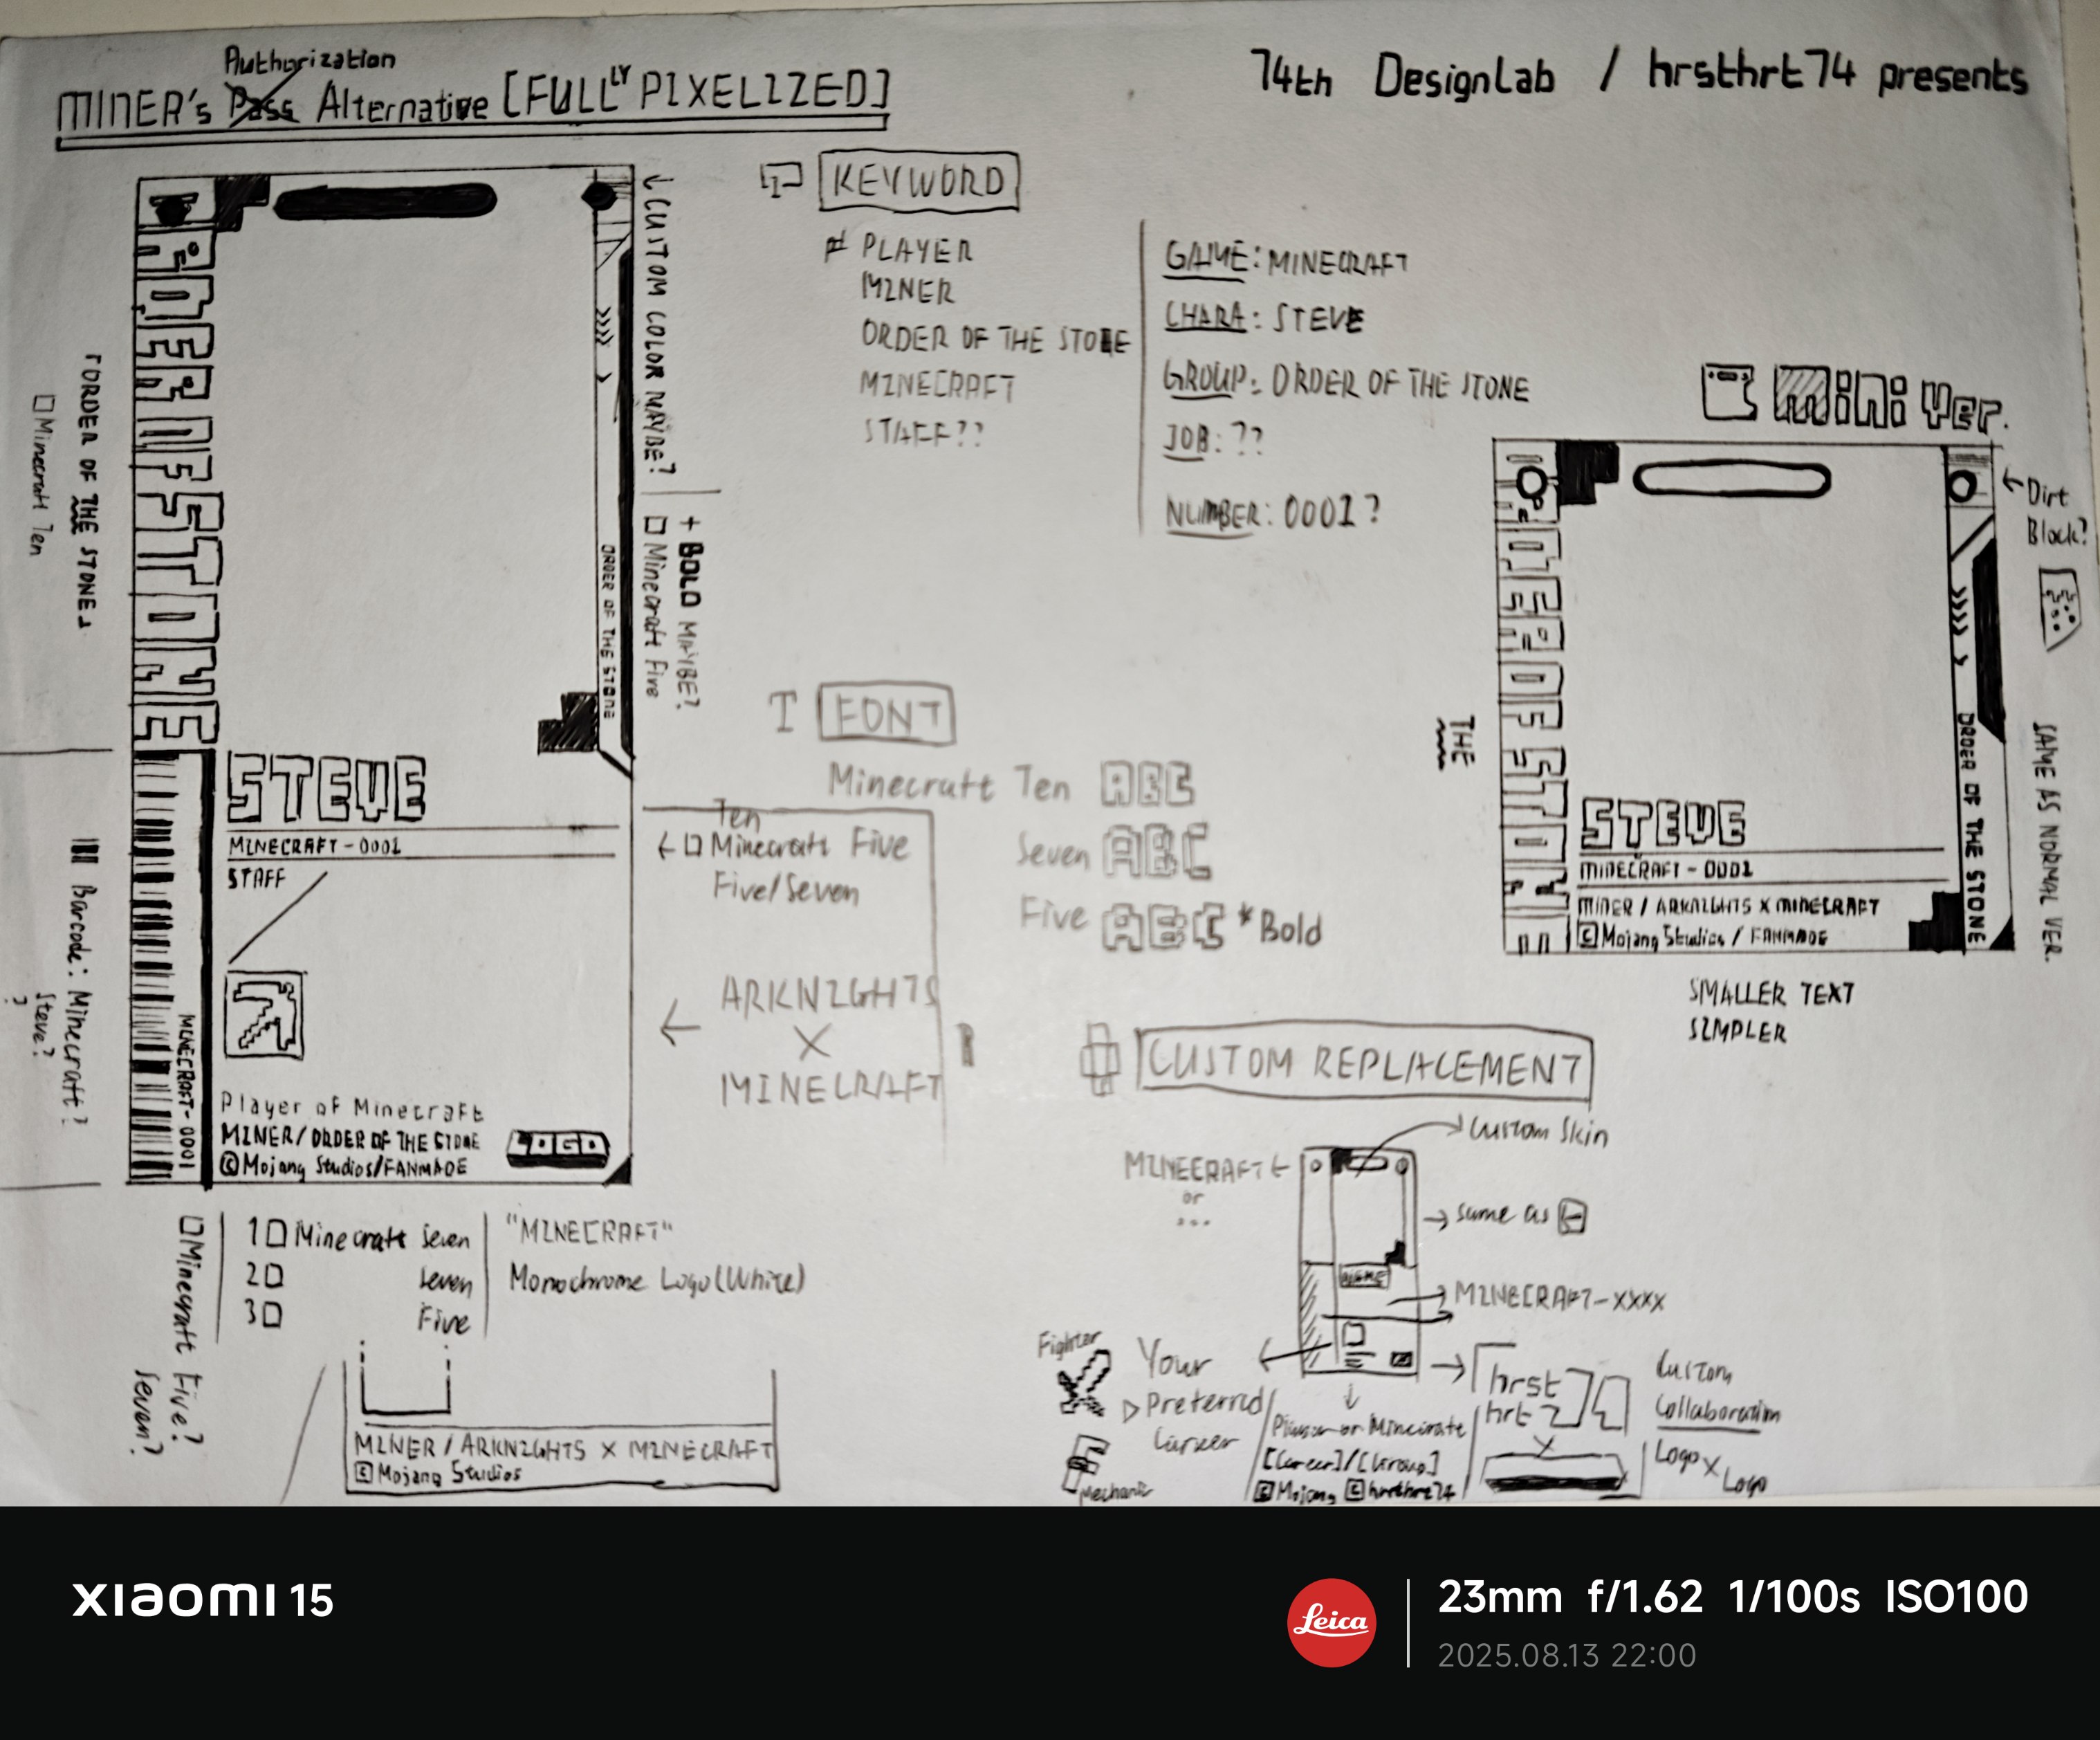 Authorization
MINER's Pass Alternative [FULLLY PIXELIZED]
74th DesignLab / hrsthrt74 presents
KEYWORD
# PLAYER
MINER
ORDER OF THE STONE
MINECRAFT
STAFF??
GAME: MINECRAFT
CHARA: STEVE
GROUP: ORDER OF THE STONE
JOB: ??
NUMBER: 0001?
「ORDER OF THE STONE」
□Minecraft Ten
ORDER OF STONE
↓ CUSTOM COLOR MAYBE?
+ BOLD MAYBE?
□ Minecraft Five
ORDER OF THE STONE
STEVE
MINECRAFT-0001
STAFF
MINECRAFT-0001
Player of Minecraft
MINER/ORDER OF THE STONE
©Mojang Studios/FANMADE
LOGO
Barcode: Minecraft?
Steve?
?
T FONT
Minecraft Ten ABC
Seven ABC
Five ABC *Bold
Ten
←□ Minecraft Five
Five/Seven
← ARKNIGHTS
X
MINECRAFT
mini Ver.
← Dirt
Block?
SAME AS NORMAL VER.
THE
ORDER OF STONE
ORDER OF THE STONE
STEVE
MINECRAFT-0001
MINER / ARKNIGHTS X MINECRAFT
©Mojang Studios / FANMADE
SMALLER TEXT
SIMPLER
CUSTOM REPLACEMENT
Custom Skin
MINECRAFT ←
or
...
→ same as
NAME
MINECRAFT-XXXX
Fighter
Mechanic
Your
▷ Preferred
Career
[Career]/[Group]
©Mojang ©hrsthrt74
hrst
hrt 74
X
Custom
Collaboration
Logo X Logo
□Minecraft Five?
Seven?
1□ Minecraft Seven
2□ Seven
3□ Five
"MINECRAFT"
Monochrome Logo(White)
MINER / ARKNIGHTS X MINECRAFT
©Mojang Studios
XIAOMI 15
Leica
23mm f/1.62 1/100s ISO100
2025.08.13 22:00